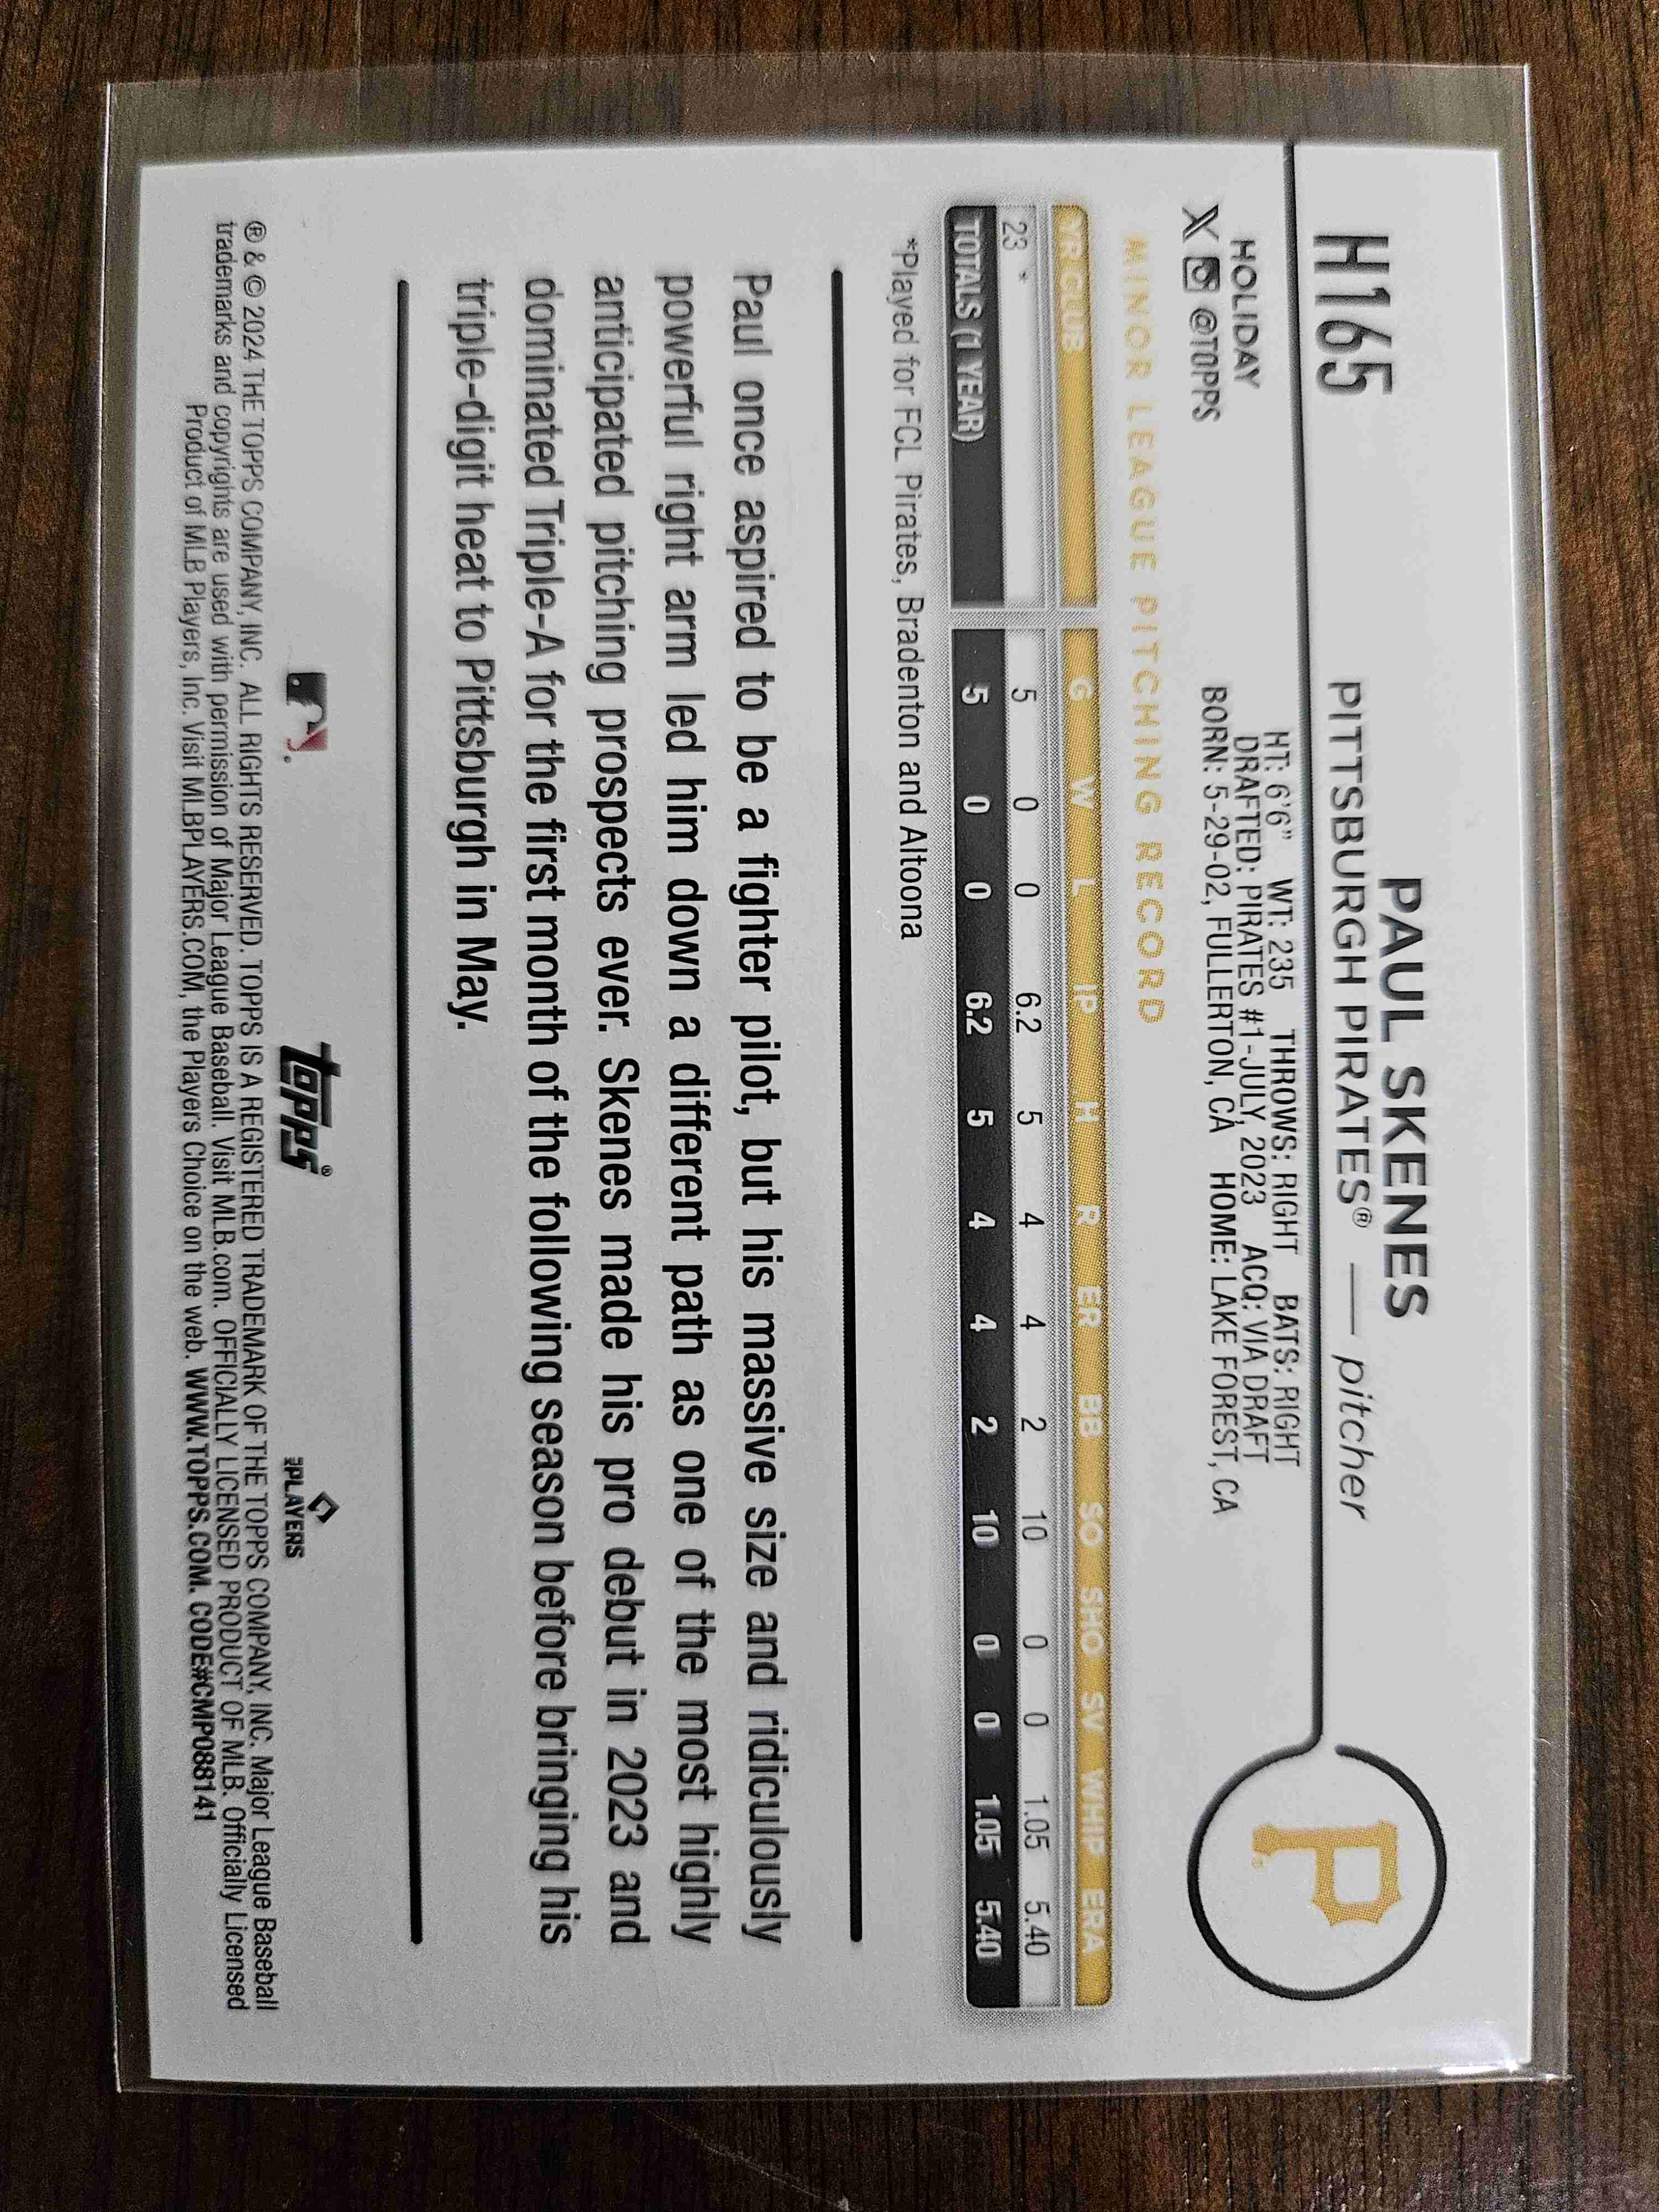 H165
PAUL SKENES
PITTSBURGH PIRATES® — pitcher
HOLIDAY
X @TOPPS
HT: 6'6" WT: 235 THROWS: RIGHT BATS: RIGHT
DRAFTED: PIRATES #1-JULY, 2023 ACQ: VIA DRAFT
BORN: 5-29-02, FULLERTON, CA HOME: LAKE FOREST, CA
P
MINOR LEAGUE PITCHING RECORD
YR CLUB G W L IP H R ER BB SO SHO SV WHIP ERA
23 * 5 0 0 6.2 5 4 4 2 10 0 0 1.05 5.40
TOTALS (1 YEAR) 5 0 0 6.2 5 4 4 2 10 0 0 1.05 5.40
*Played for FCL Pirates, Bradenton and Altoona
Paul once aspired to be a fighter pilot, but his massive size and ridiculously
powerful right arm led him down a different path as one of the most highly
anticipated pitching prospects ever. Skenes made his pro debut in 2023 and
dominated Triple-A for the first month of the following season before bringing his
triple-digit heat to Pittsburgh in May.
topps®
PLAYERS
® & © 2024 THE TOPPS COMPANY, INC. ALL RIGHTS RESERVED. TOPPS IS A REGISTERED TRADEMARK OF THE TOPPS COMPANY, INC. Major League Baseball
trademarks and copyrights are used with permission of Major League Baseball. Visit MLB.com. OFFICIALLY LICENSED PRODUCT OF MLB. Officially Licensed
Product of MLB Players, Inc. Visit MLBPLAYERS.COM, the Players Choice on the web. WWW.TOPPS.COM. CODE#CMP088141